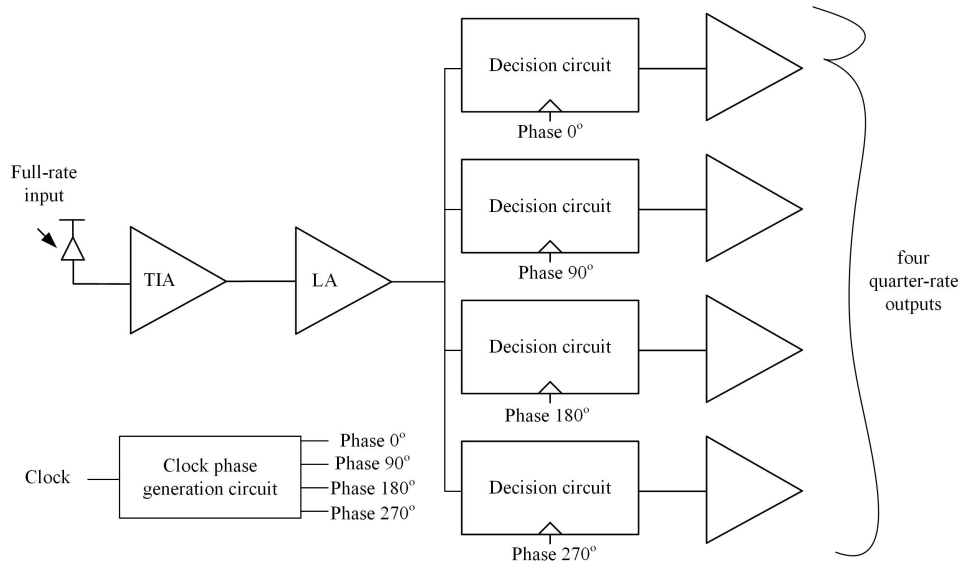 Decision circuit
Phase 0°
Full-rate
input
Decision circuit
Phase 90°
TIA
LA
four
quarter-rate
outputs
Decision circuit
Phase 180°
Clock
Clock phase
generation circuit
Phase 0°
Phase 90°
Phase 180°
Phase 270°
Decision circuit
Phase 270°